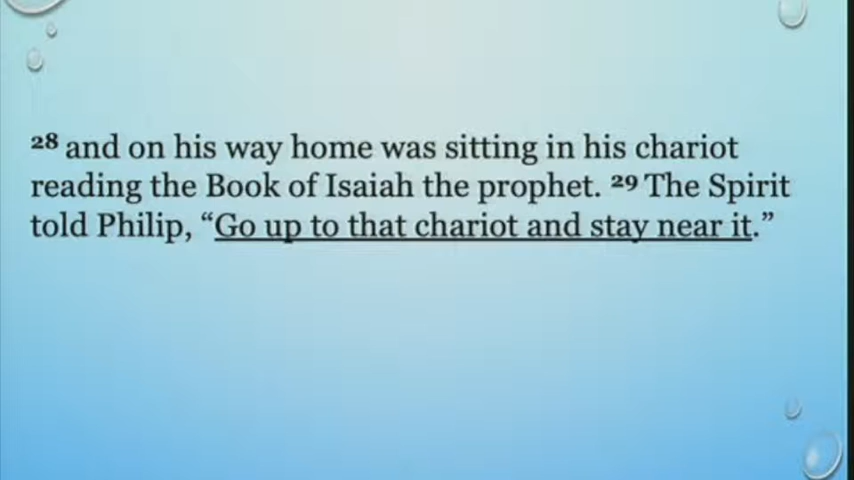 28 and on his way home was sitting in his chariot
reading the Book of Isaiah the prophet. 29 The Spirit
told Philip, “Go up to that chariot and stay near it.”